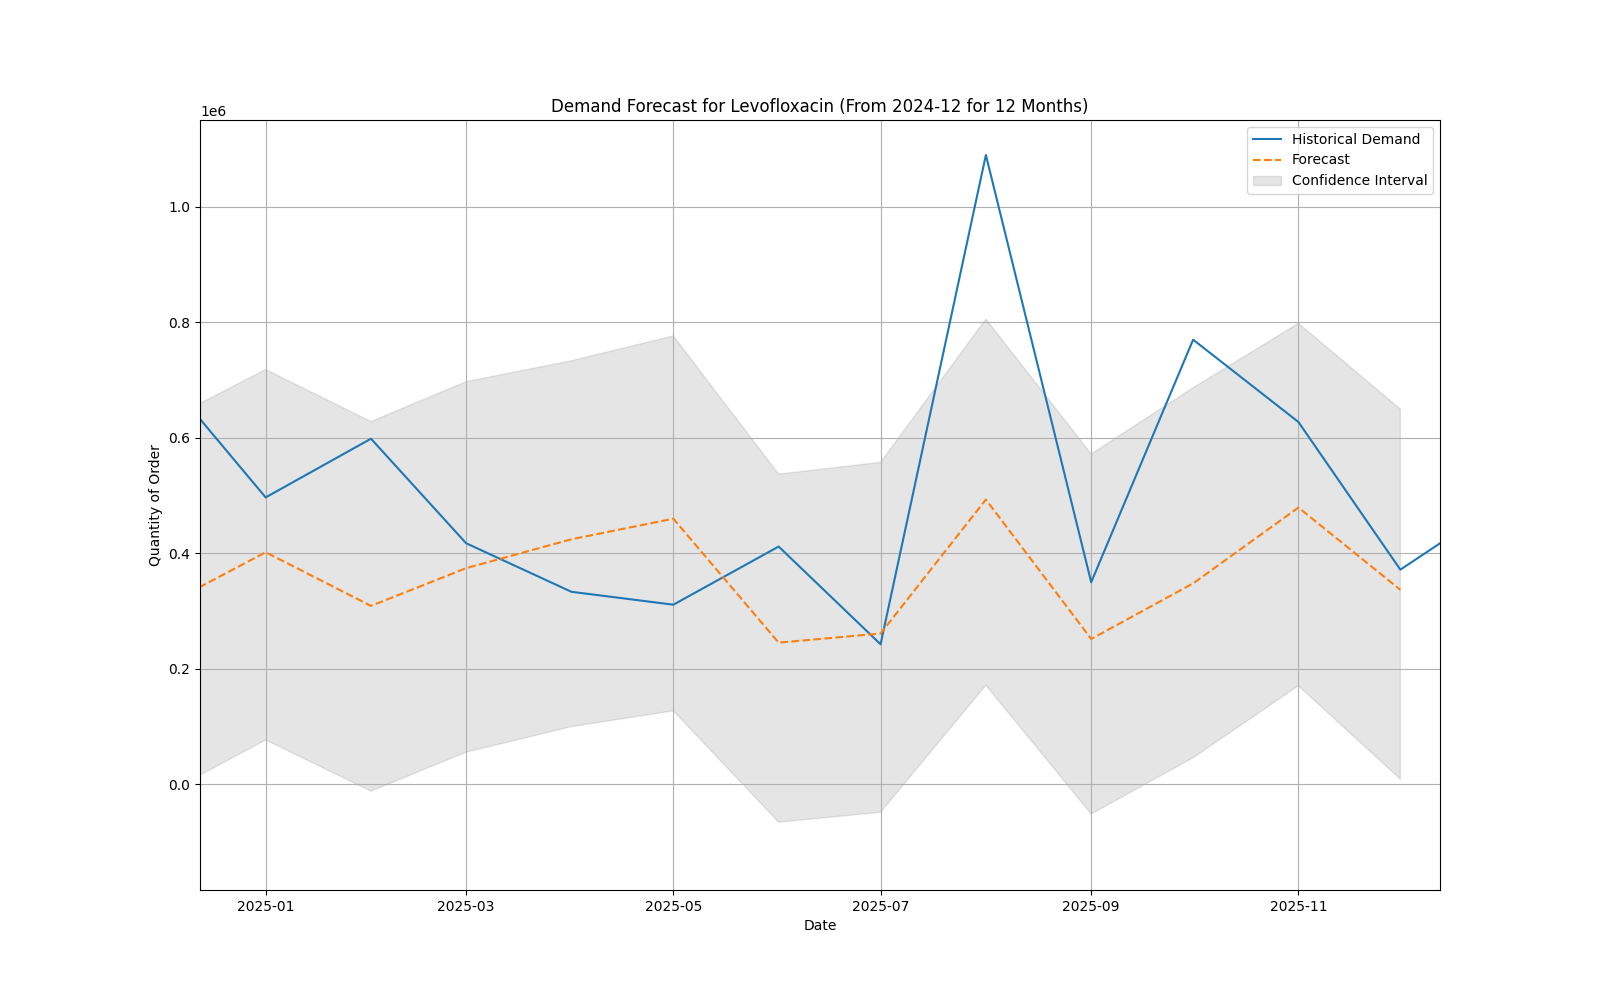 Demand Forecast for Levofloxacin (From 2024-12 for 12 Months)
1e6
Historical Demand
Forecast
Confidence Interval
1.0
0.8
0.6
0.4
0.2
0.0
Quantity of Order
2025-01 2025-03 2025-05 2025-07 2025-09 2025-11
Date